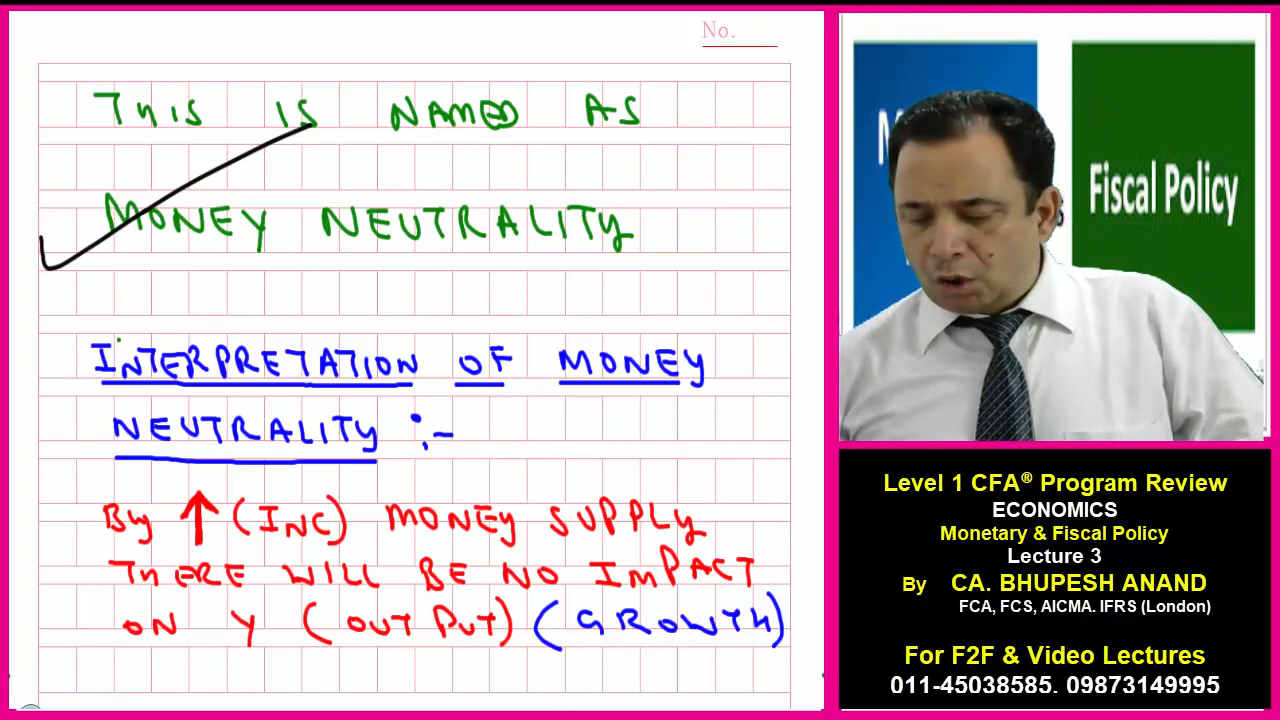 No.
THIS IS NAMED AS
MONEY NEUTRALITY
INTERPRETATION OF MONEY
NEUTRALITY :-
By ↑ (INC) MONEY SUPPLY
THERE WILL BE NO IMPACT
ON Y (OUTPUT) (GROWTH)
Fiscal Policy
Level 1 CFA® Program Review
ECONOMICS
Monetary & Fiscal Policy
Lecture 3
By CA. BHUPESH ANAND
FCA, FCS, AICMA. IFRS (London)
For F2F & Video Lectures
011-45038585. 09873149995